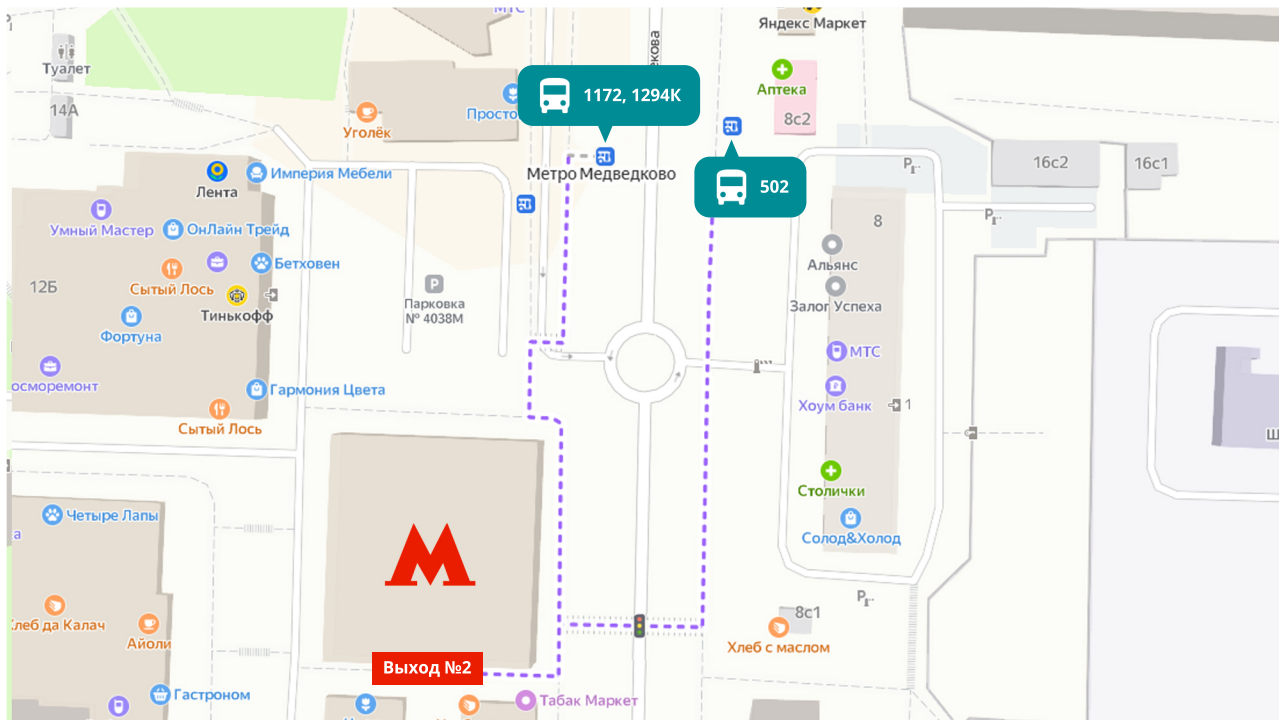 МТС
Яндекс Маркет
Туалет
екова
1172, 1294К
Аптека
14А
8с2
Просто
Уголёк
Метро Медведково
16с2
16с1
Империя Мебели
502
Лента
Умный Мастер
ОнЛайн Трейд
8
Бетховен
Альянс
Сытый Лось
12Б
Парковка
№ 4038М
Тинькофф
Залог Успеха
Фортуна
МТС
осморемонт
Гармония Цвета
Хоум банк
1
Сытый Лось
Ш
Столички
Четыре Лапы
а
Солод&Холод
М
8с1
Хлеб да Калач
Айоли
Хлеб с маслом
Выход №2
Гастроном
Табак Маркет